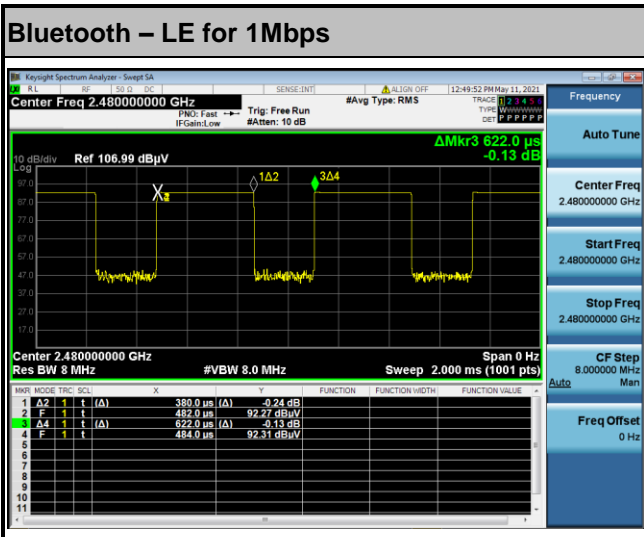 Bluetooth – LE for 1Mbps
Keysight Spectrum Analyzer - Swept SA
RL RF 50 Ω DC SENSE:INT ALIGN OFF 12:49:52 PM May 11, 2021
Center Freq 2.480000000 GHz
PNO: Fast
IFGain:Low
Trig: Free Run
#Atten: 10 dB
#Avg Type: RMS
TRACE 1 2 3 4 5 6
TYPE WWWWWW
DET P P P P P P
Frequency
ΔMkr3 622.0 µs
-0.13 dB
10 dB/div Ref 106.99 dBµV
Log
97.0
87.0
77.0
67.0
57.0
47.0
37.0
27.0
17.0
1Δ2
3Δ4
Auto Tune
Center Freq
2.480000000 GHz
Start Freq
2.480000000 GHz
Stop Freq
2.480000000 GHz
CF Step
8.000000 MHz
Auto Man
Freq Offset
0 Hz
Center 2.480000000 GHz Span 0 Hz
Res BW 8 MHz #VBW 8.0 MHz Sweep 2.000 ms (1001 pts)
MKR MODE TRC SCL X Y FUNCTION FUNCTION WIDTH FUNCTION VALUE
1 Δ2 1 t (Δ) 380.0 µs (Δ) -0.24 dB
2 F 1 t 482.0 µs 92.27 dBµV
3 Δ4 1 t (Δ) 622.0 µs (Δ) -0.13 dB
4 F 1 t 484.0 µs 92.31 dBµV
5
6
7
8
9
10
11